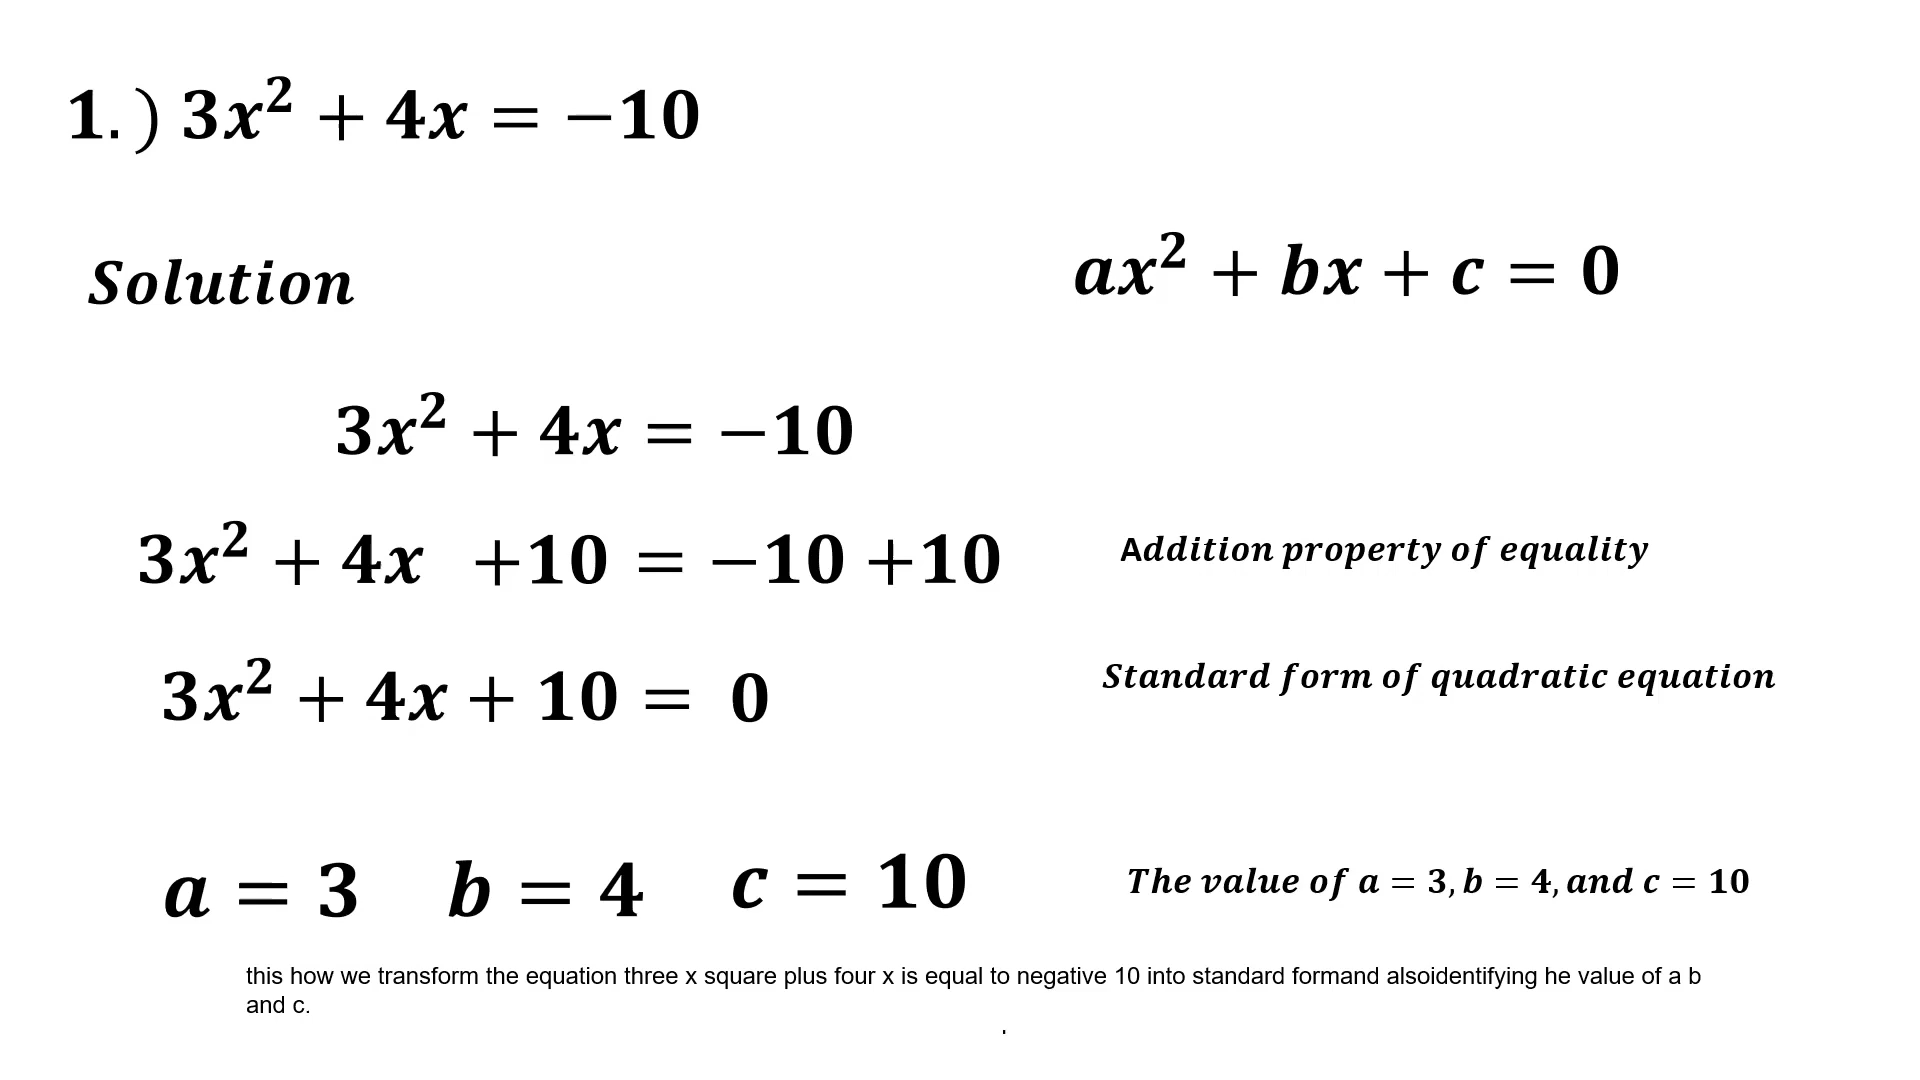 1.) 3x² + 4x = −10
Solution
ax² + bx + c = 0
3x² + 4x = −10
3x² + 4x +10 = −10 +10
Addition property of equality
3x² + 4x + 10 = 0
Standard form of quadratic equation
a = 3 b = 4 c = 10
The value of a = 3, b = 4, and c = 10
this how we transform the equation three x square plus four x is equal to negative 10 into standard formand alsoidentifying he value of a b
and c.